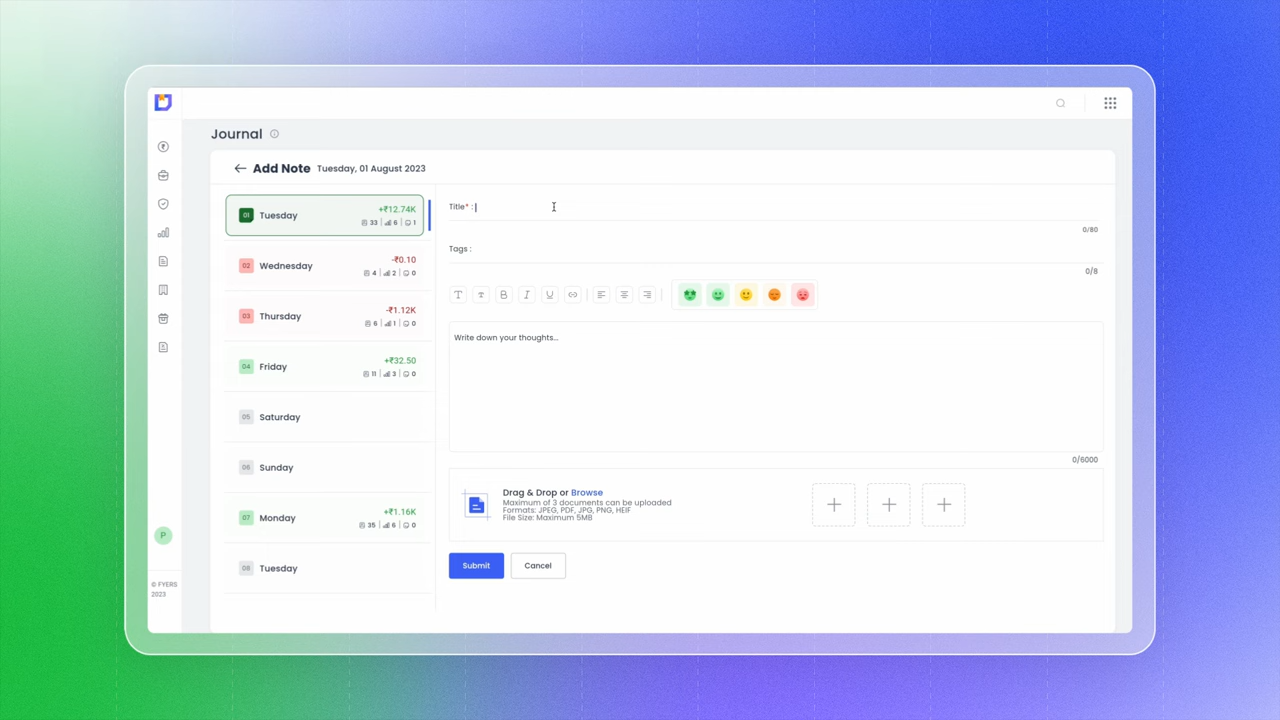 Journal
Add Note Tuesday, 01 August 2023
01 Tuesday +₹12.74K
33 6 1
02 Wednesday -₹0.10
4 2 0
03 Thursday -₹1.12K
6 1 0
04 Friday +₹32.50
11 3 0
05 Saturday
06 Sunday
07 Monday +₹1.16K
35 6 0
08 Tuesday
P
© FYERS
2023
Title* :
0/80
Tags :
0/8
T T B I U
Write down your thoughts...
0/6000
Drag & Drop or Browse
Maximum of 3 documents can be uploaded
Formats: JPEG, PDF, JPG, PNG, HEIF
File Size: Maximum 5MB
Submit Cancel